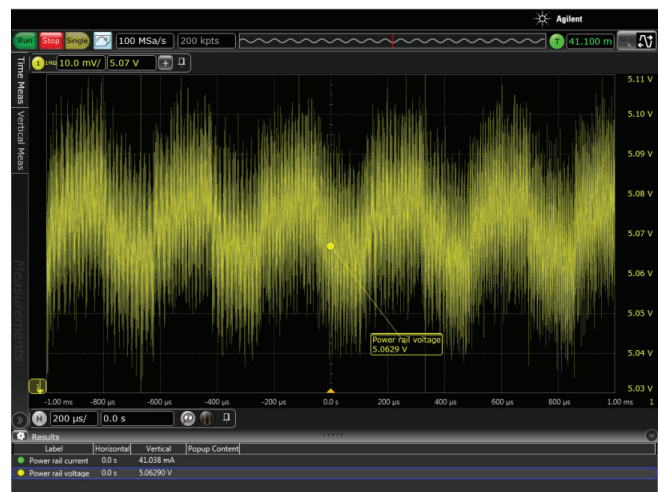 Agilent
Run Stop Single 100 MSa/s 200 kpts T 41.100 m
1 1MΩ 10.0 mV/ 5.07 V +
Time Meas
Vertical Meas
Measurements
5.11 V
5.10 V
5.09 V
5.08 V
5.07 V
5.06 V
5.05 V
5.04 V
5.03 V
Power rail voltage
5.0629 V
-1.00 ms -800 µs -600 µs -400 µs -200 µs 0.0 s 200 µs 400 µs 600 µs 800 µs 1.00 ms 1
H 200 µs/ 0.0 s
Results
Label Horizontal Vertical Popup Content
Power rail current 0.0 s 41.038 mA
Power rail voltage 0.0 s 5.06290 V